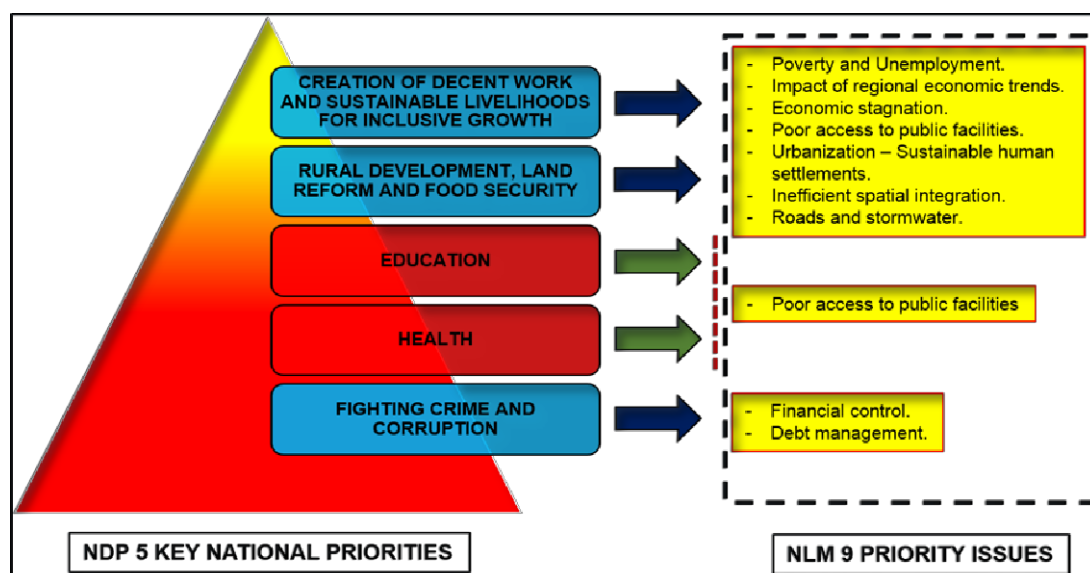 CREATION OF DECENT WORK
AND SUSTAINABLE LIVELIHOODS
FOR INCLUSIVE GROWTH
RURAL DEVELOPMENT, LAND
REFORM AND FOOD SECURITY
EDUCATION
HEALTH
FIGHTING CRIME AND
CORRUPTION
- Poverty and Unemployment.
- Impact of regional economic trends.
- Economic stagnation.
- Poor access to public facilities.
- Urbanization – Sustainable human
settlements.
- Inefficient spatial integration.
- Roads and stormwater.
- Poor access to public facilities
- Financial control.
- Debt management.
NDP 5 KEY NATIONAL PRIORITIES
NLM 9 PRIORITY ISSUES